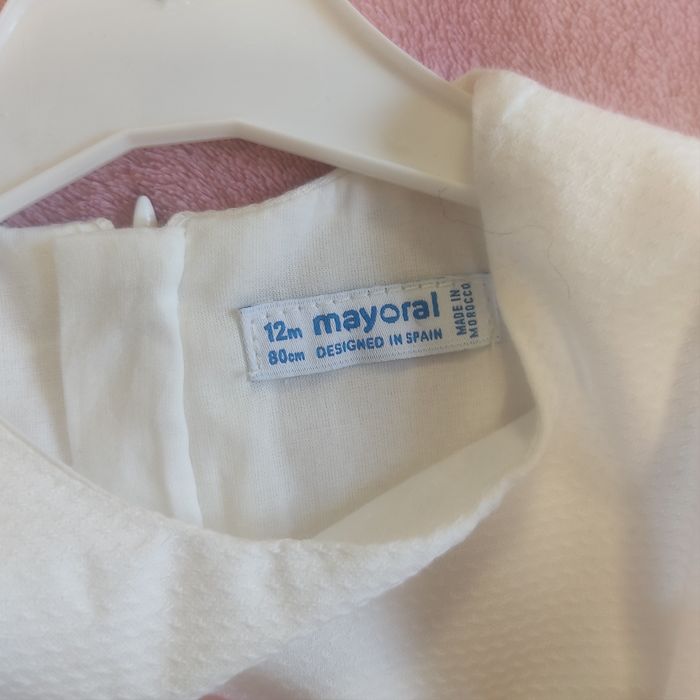 12m mayoral
80cm DESIGNED IN SPAIN
MADE IN
MOROCCO